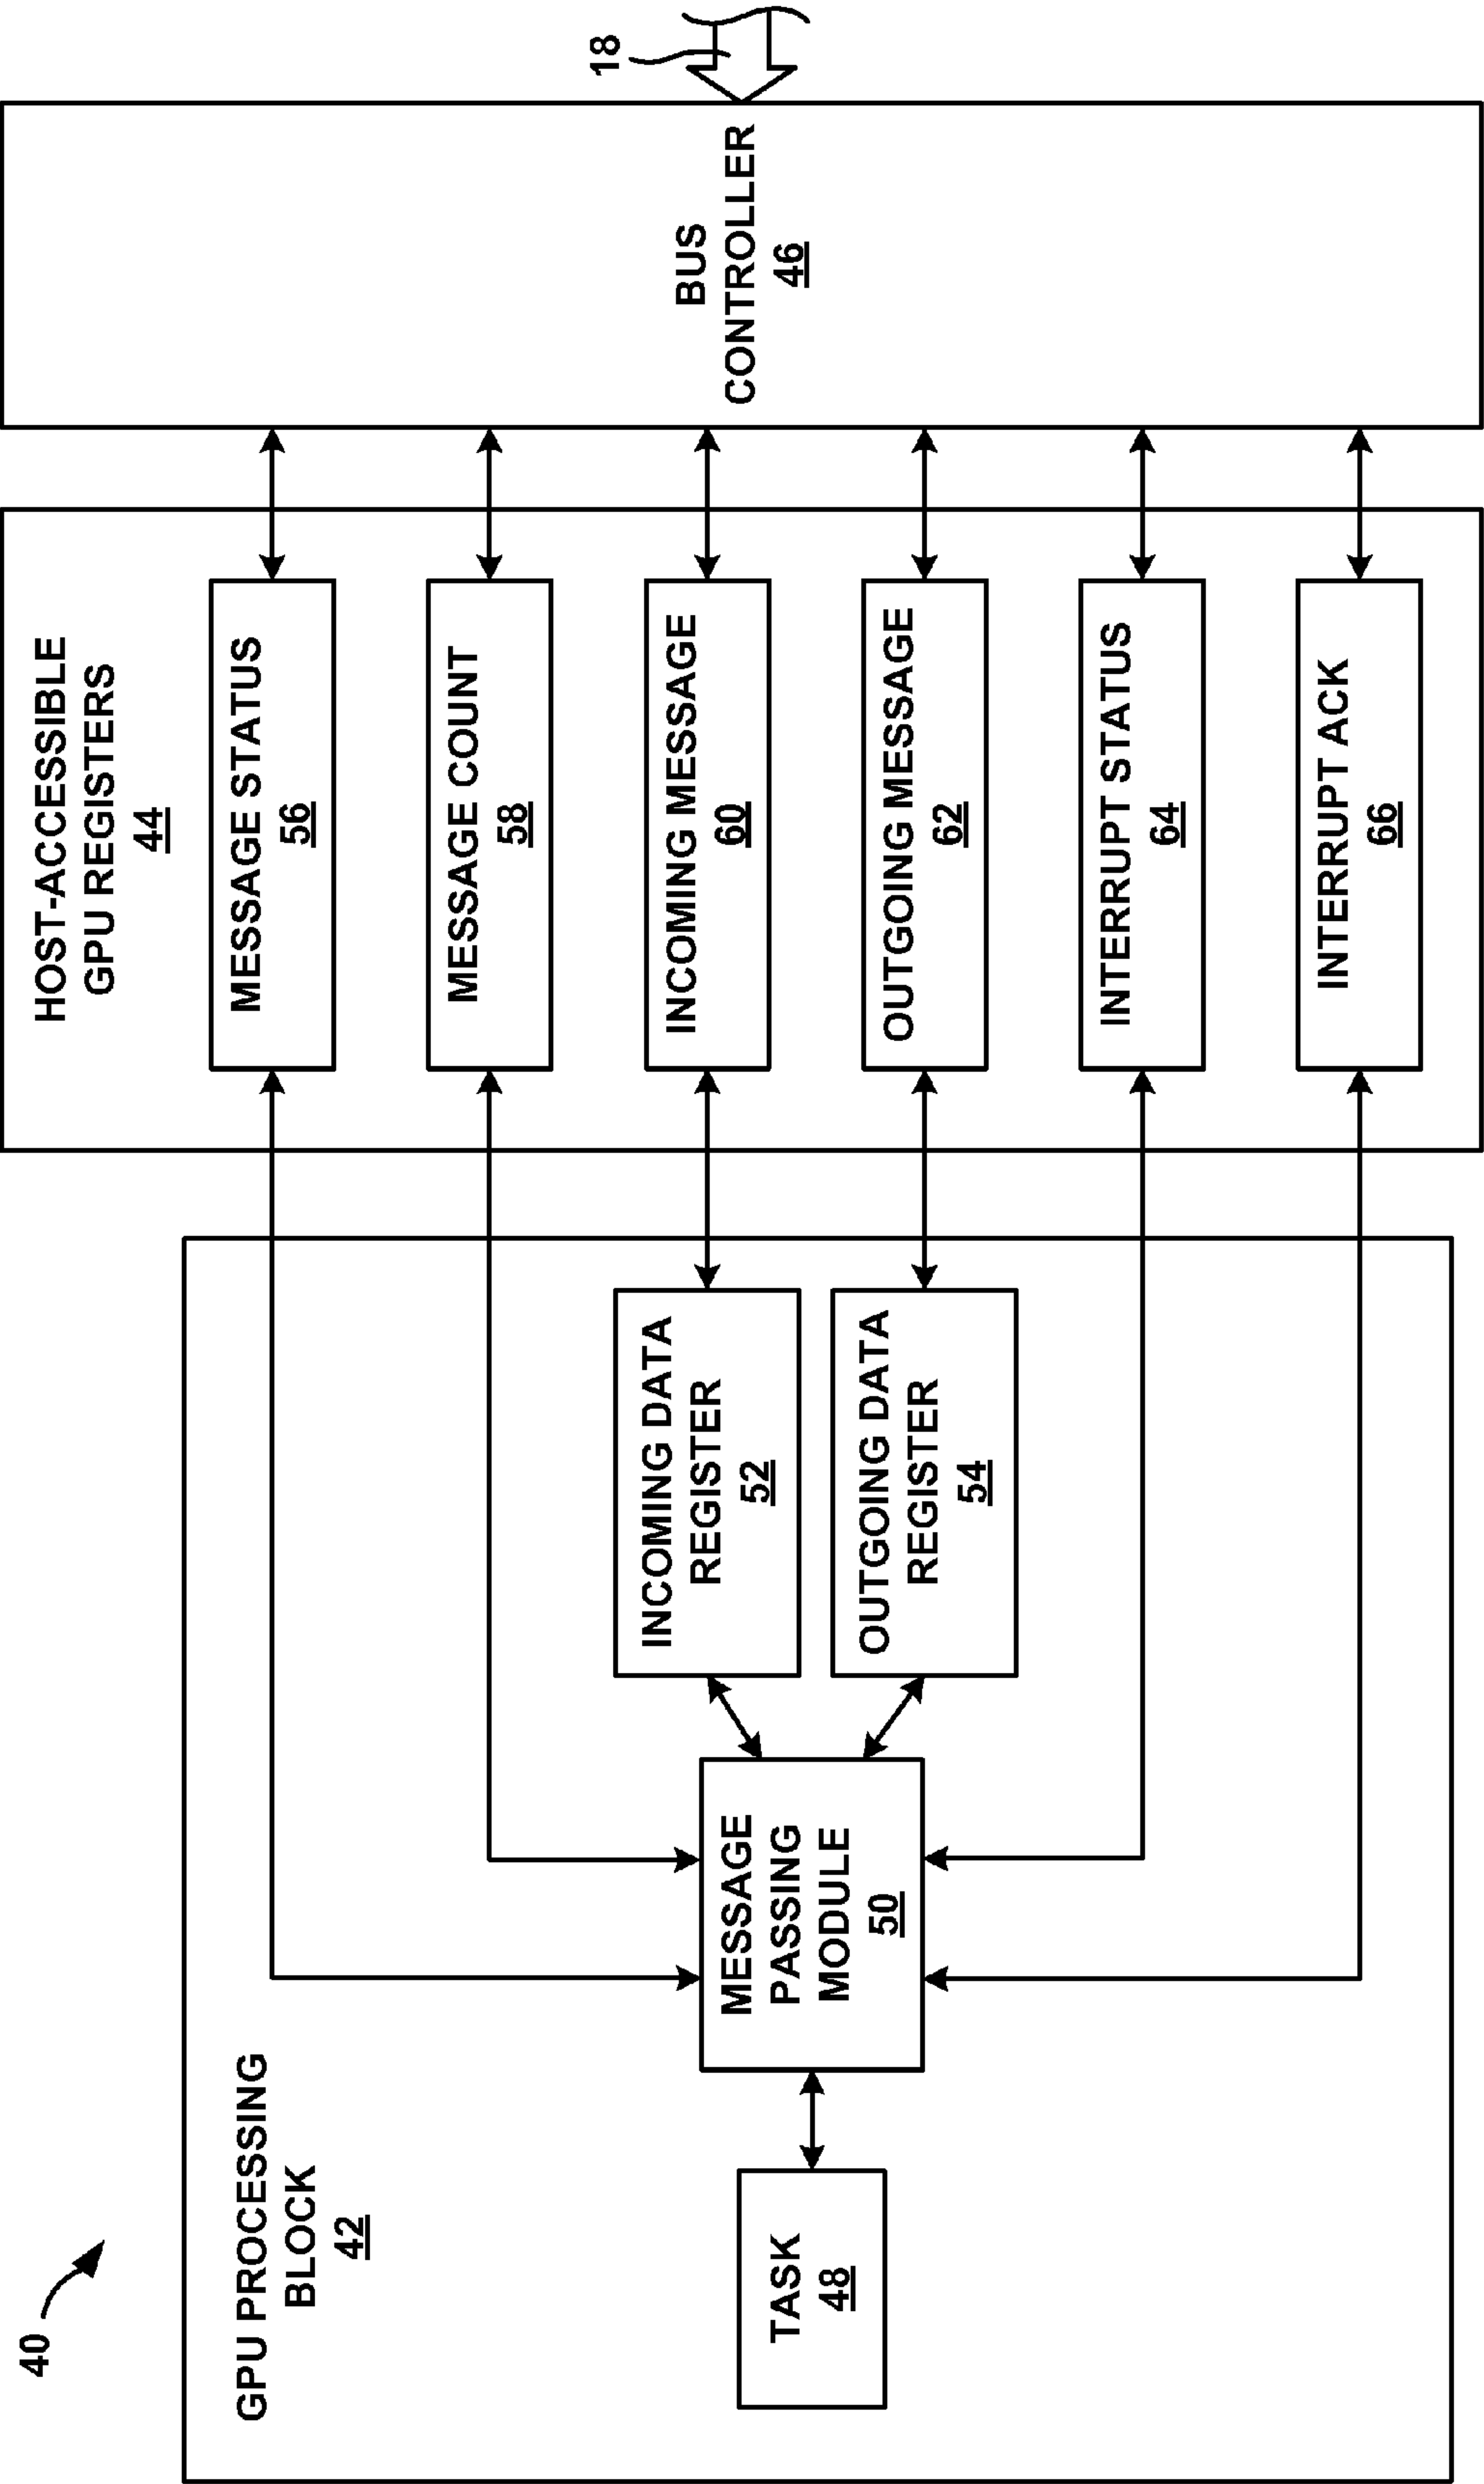 40
GPU PROCESSING
BLOCK
42
TASK
48
MESSAGE
PASSING
MODULE
50
INCOMING DATA
REGISTER
52
OUTGOING DATA
REGISTER
54
HOST-ACCESSIBLE
GPU REGISTERS
44
MESSAGE STATUS
56
MESSAGE COUNT
58
INCOMING MESSAGE
60
OUTGOING MESSAGE
62
INTERRUPT STATUS
64
INTERRUPT ACK
66
BUS
CONTROLLER
46
18